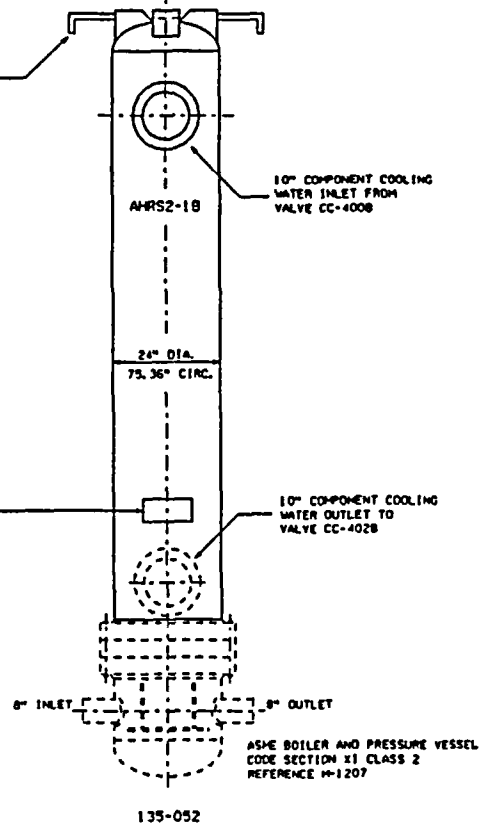 10" COMPONENT COOLING
WATER INLET FROM
VALVE CC-400B
AHRS2-1B
24" DIA.
75.36" CIRC.
10" COMPONENT COOLING
WATER OUTLET TO
VALVE CC-402B
8" INLET
8" OUTLET
ASME BOILER AND PRESSURE VESSEL
CODE SECTION XI CLASS 2
REFERENCE M-1207
135-052